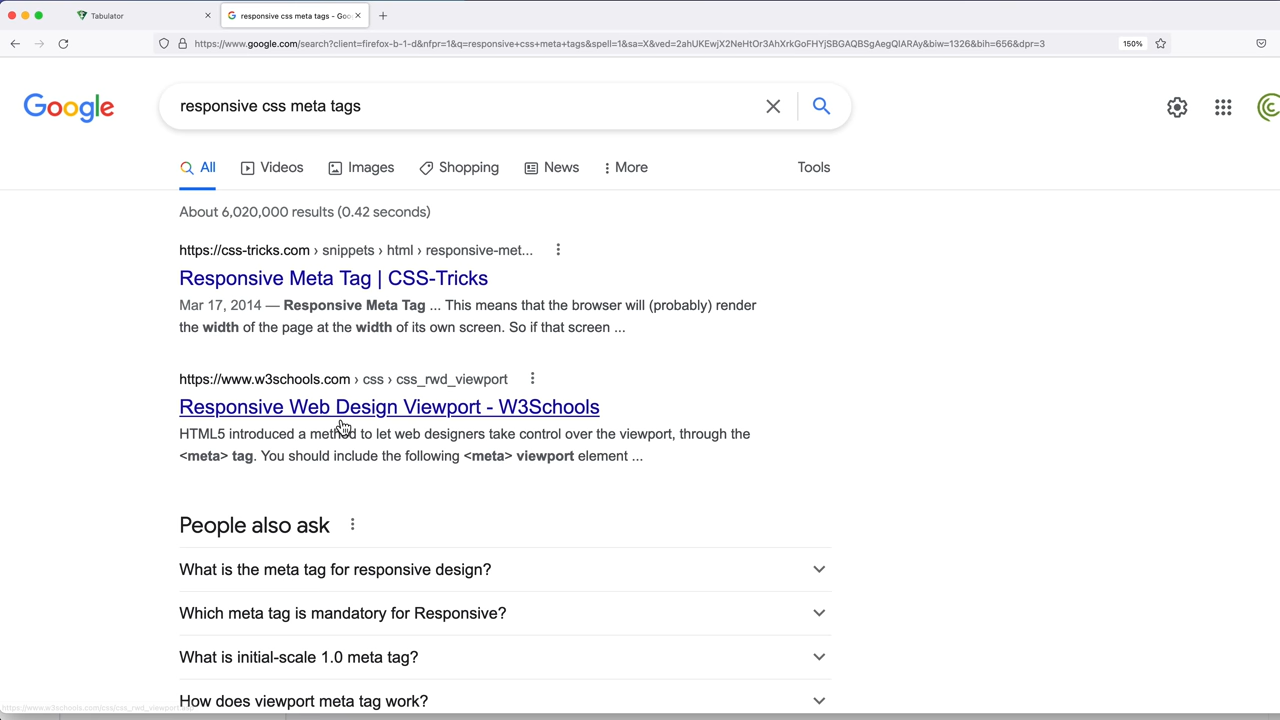 Tabulator
responsive css meta tags - Goo
https://www.google.com/search?client=firefox-b-1-d&nfpr=1&q=responsive+css+meta+tags&spell=1&sa=X&ved=2ahUKEwjX2NeHtOr3AhXrkGoFHYjSBGAQBSgAegQIARAy&biw=1326&bih=656&dpr=3
150%
Google
responsive css meta tags
All
Videos
Images
Shopping
News
More
Tools
About 6,020,000 results (0.42 seconds)
https://css-tricks.com › snippets › html › responsive-met...
Responsive Meta Tag | CSS-Tricks
Mar 17, 2014 — Responsive Meta Tag ... This means that the browser will (probably) render
the width of the page at the width of its own screen. So if that screen ...
https://www.w3schools.com › css › css_rwd_viewport
Responsive Web Design Viewport - W3Schools
HTML5 introduced a method to let web designers take control over the viewport, through the
<meta> tag. You should include the following <meta> viewport element ...
People also ask
What is the meta tag for responsive design?
Which meta tag is mandatory for Responsive?
What is initial-scale 1.0 meta tag?
How does viewport meta tag work?